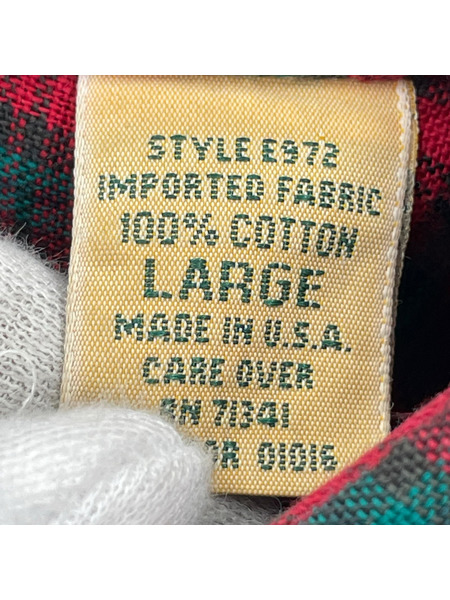 STYLE E972
IMPORTED FABRIC
100% COTTON
LARGE
MADE IN U.S.A.
CARE OVER
RN 71341
01016